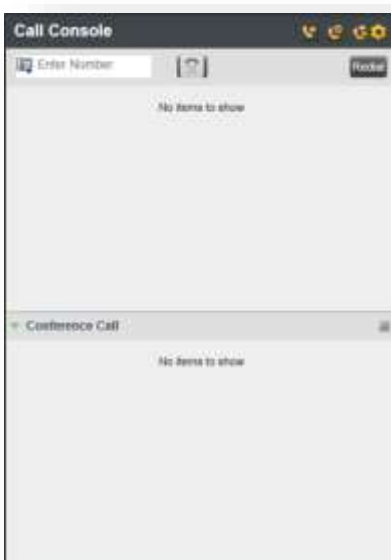 Call Console
Enter Number
Redial
No items to show
Conference Call
No items to show